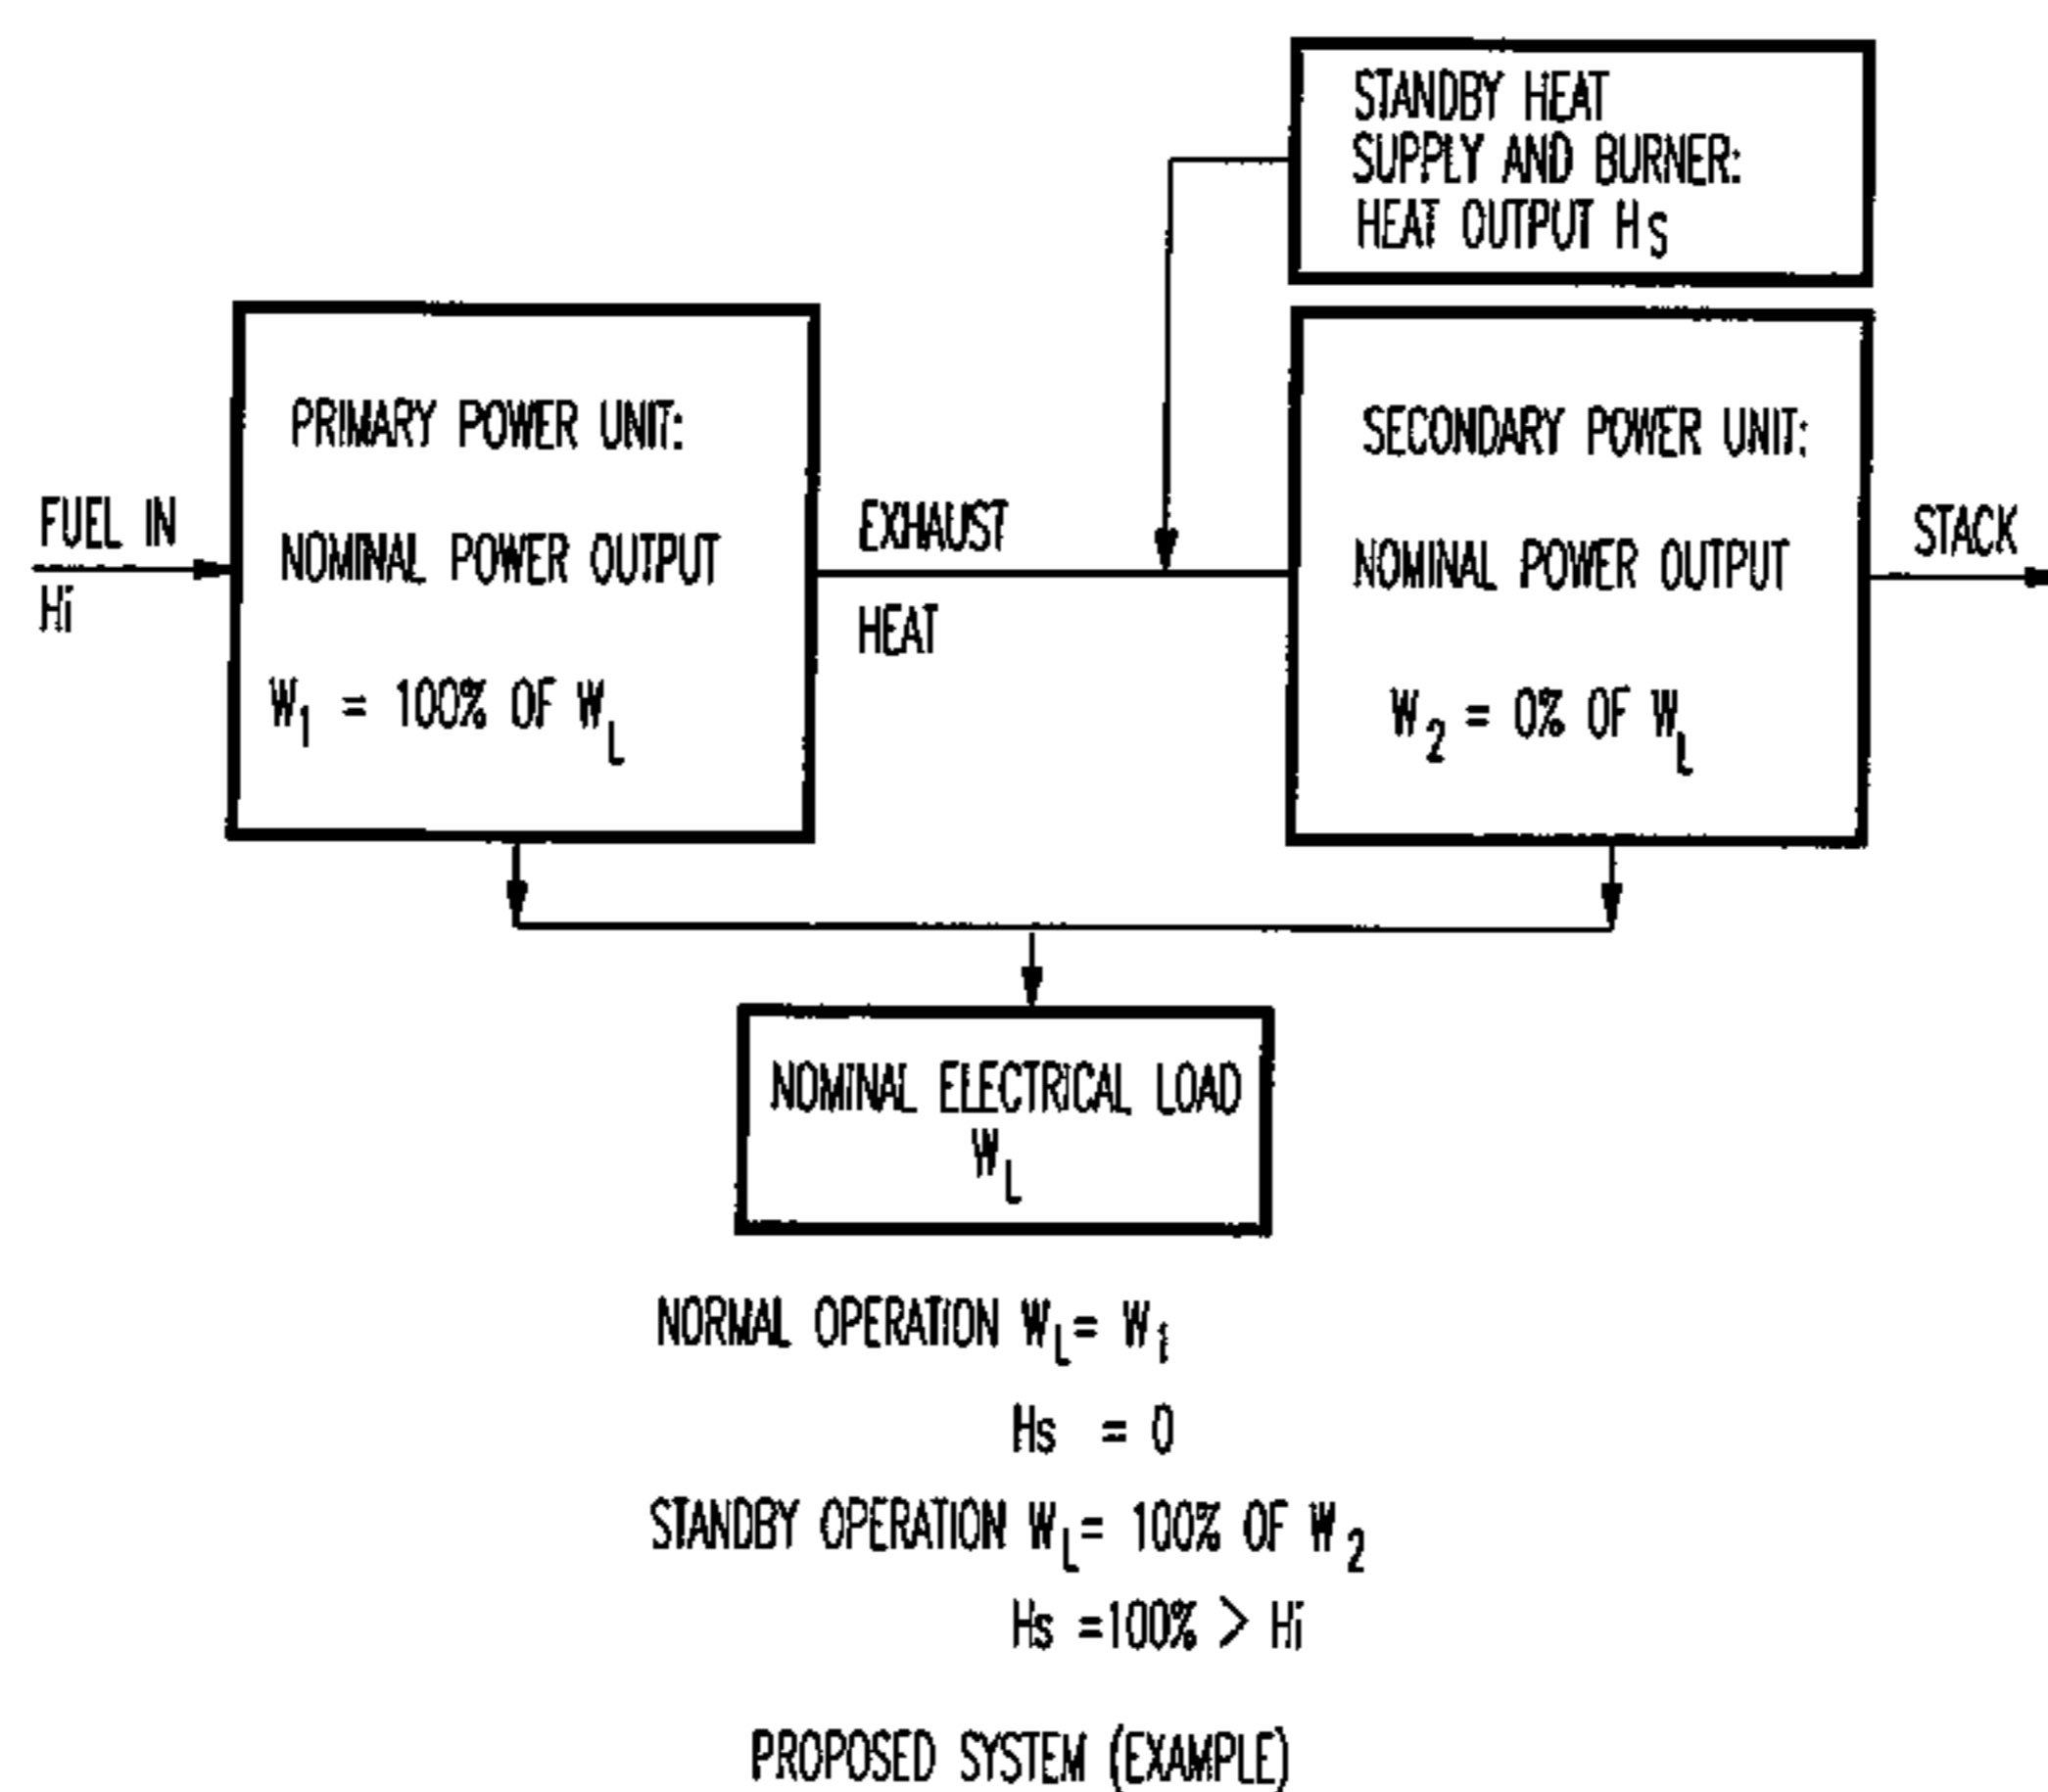 STANDBY HEAT
SUPPLY AND BURNER:
HEAT OUTPUT HS
PRIMARY POWER UNIT:
NOMINAL POWER OUTPUT
W1 = 100% OF WL
FUEL IN
Hi
EXHAUST
HEAT
SECONDARY POWER UNIT:
NOMINAL POWER OUTPUT
W2 = 0% OF WL
STACK
NOMINAL ELECTRICAL LOAD
WL
NORMAL OPERATION WL= W1
Hs = 0
STANDBY OPERATION WL= 100% OF W2
Hs =100% > Hi
PROPOSED SYSTEM (EXAMPLE)